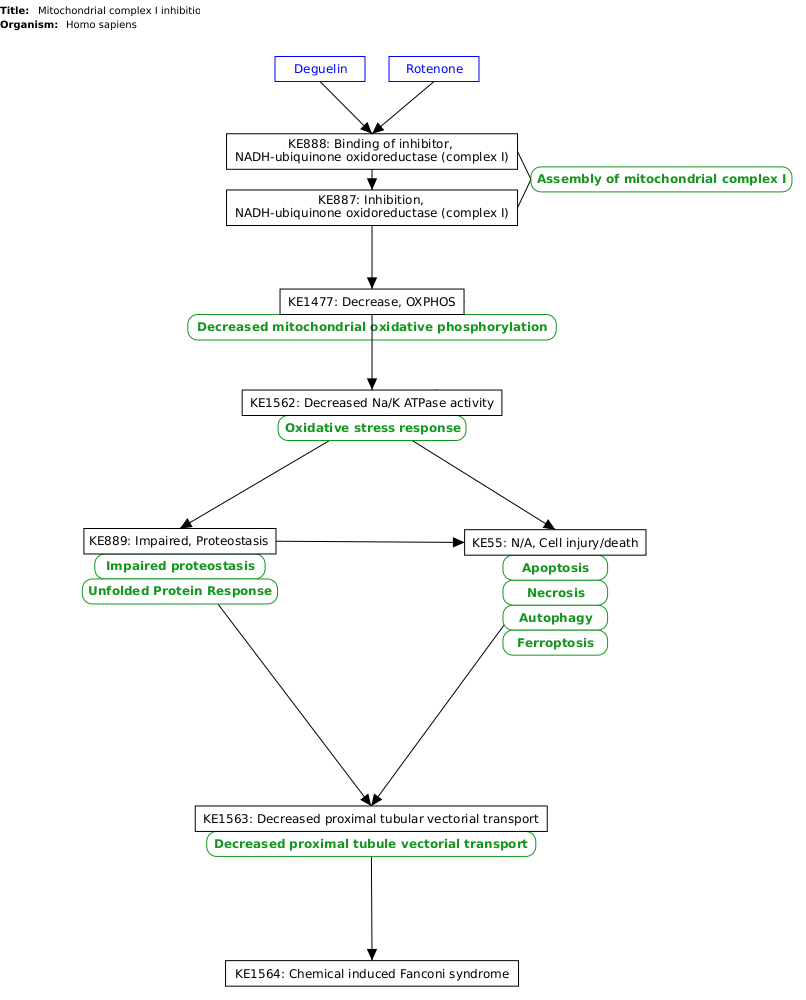 Title: Mitochondrial complex I inhibitio
Organism: Homo sapiens
Deguelin
Rotenone
KE888: Binding of inhibitor,
NADH-ubiquinone oxidoreductase (complex I)
Assembly of mitochondrial complex I
KE887: Inhibition,
NADH-ubiquinone oxidoreductase (complex I)
KE1477: Decrease, OXPHOS
Decreased mitochondrial oxidative phosphorylation
KE1562: Decreased Na/K ATPase activity
Oxidative stress response
KE889: Impaired, Proteostasis
KE55: N/A, Cell injury/death
Impaired proteostasis
Apoptosis
Unfolded Protein Response
Necrosis
Autophagy
Ferroptosis
KE1563: Decreased proximal tubular vectorial transport
Decreased proximal tubule vectorial transport
KE1564: Chemical induced Fanconi syndrome